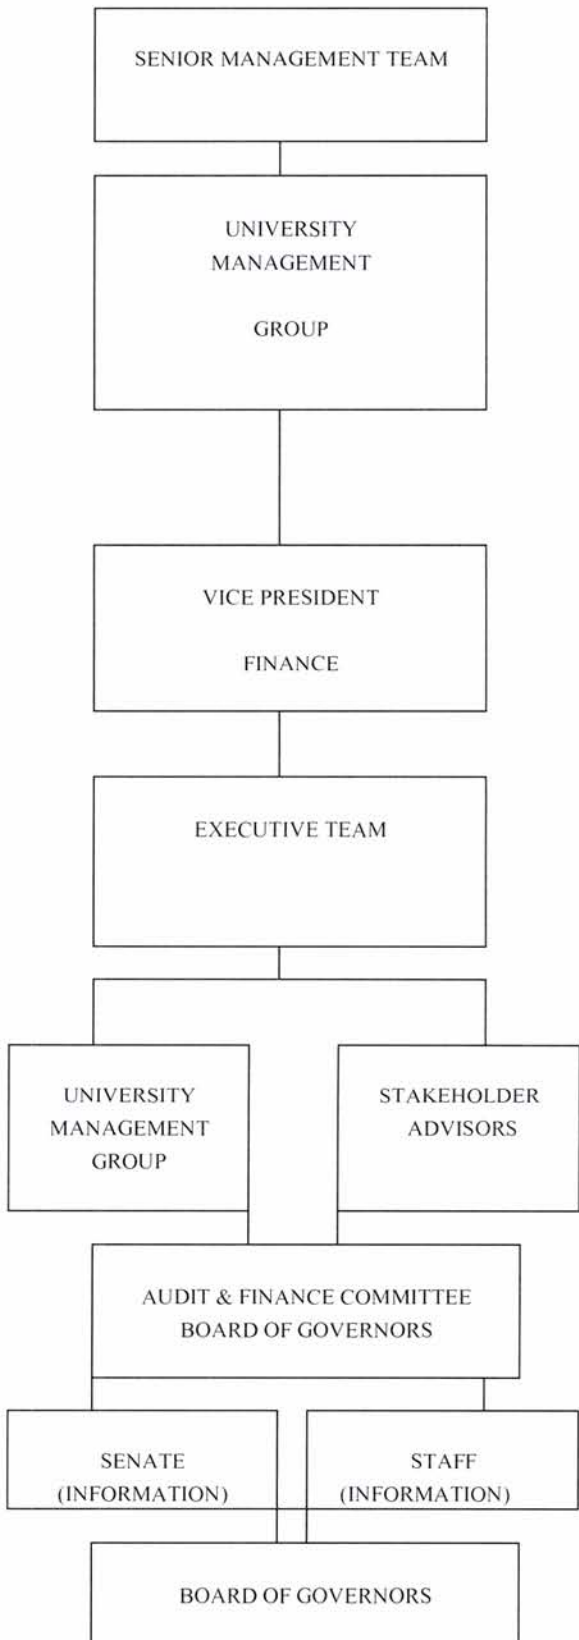 SENIOR MANAGEMENT TEAM
UNIVERSITY
MANAGEMENT
GROUP
VICE PRESIDENT
FINANCE
EXECUTIVE TEAM
UNIVERSITY
MANAGEMENT
GROUP
STAKEHOLDER
ADVISORS
AUDIT & FINANCE COMMITTEE
BOARD OF GOVERNORS
SENATE
(INFORMATION)
STAFF
(INFORMATION)
BOARD OF GOVERNORS